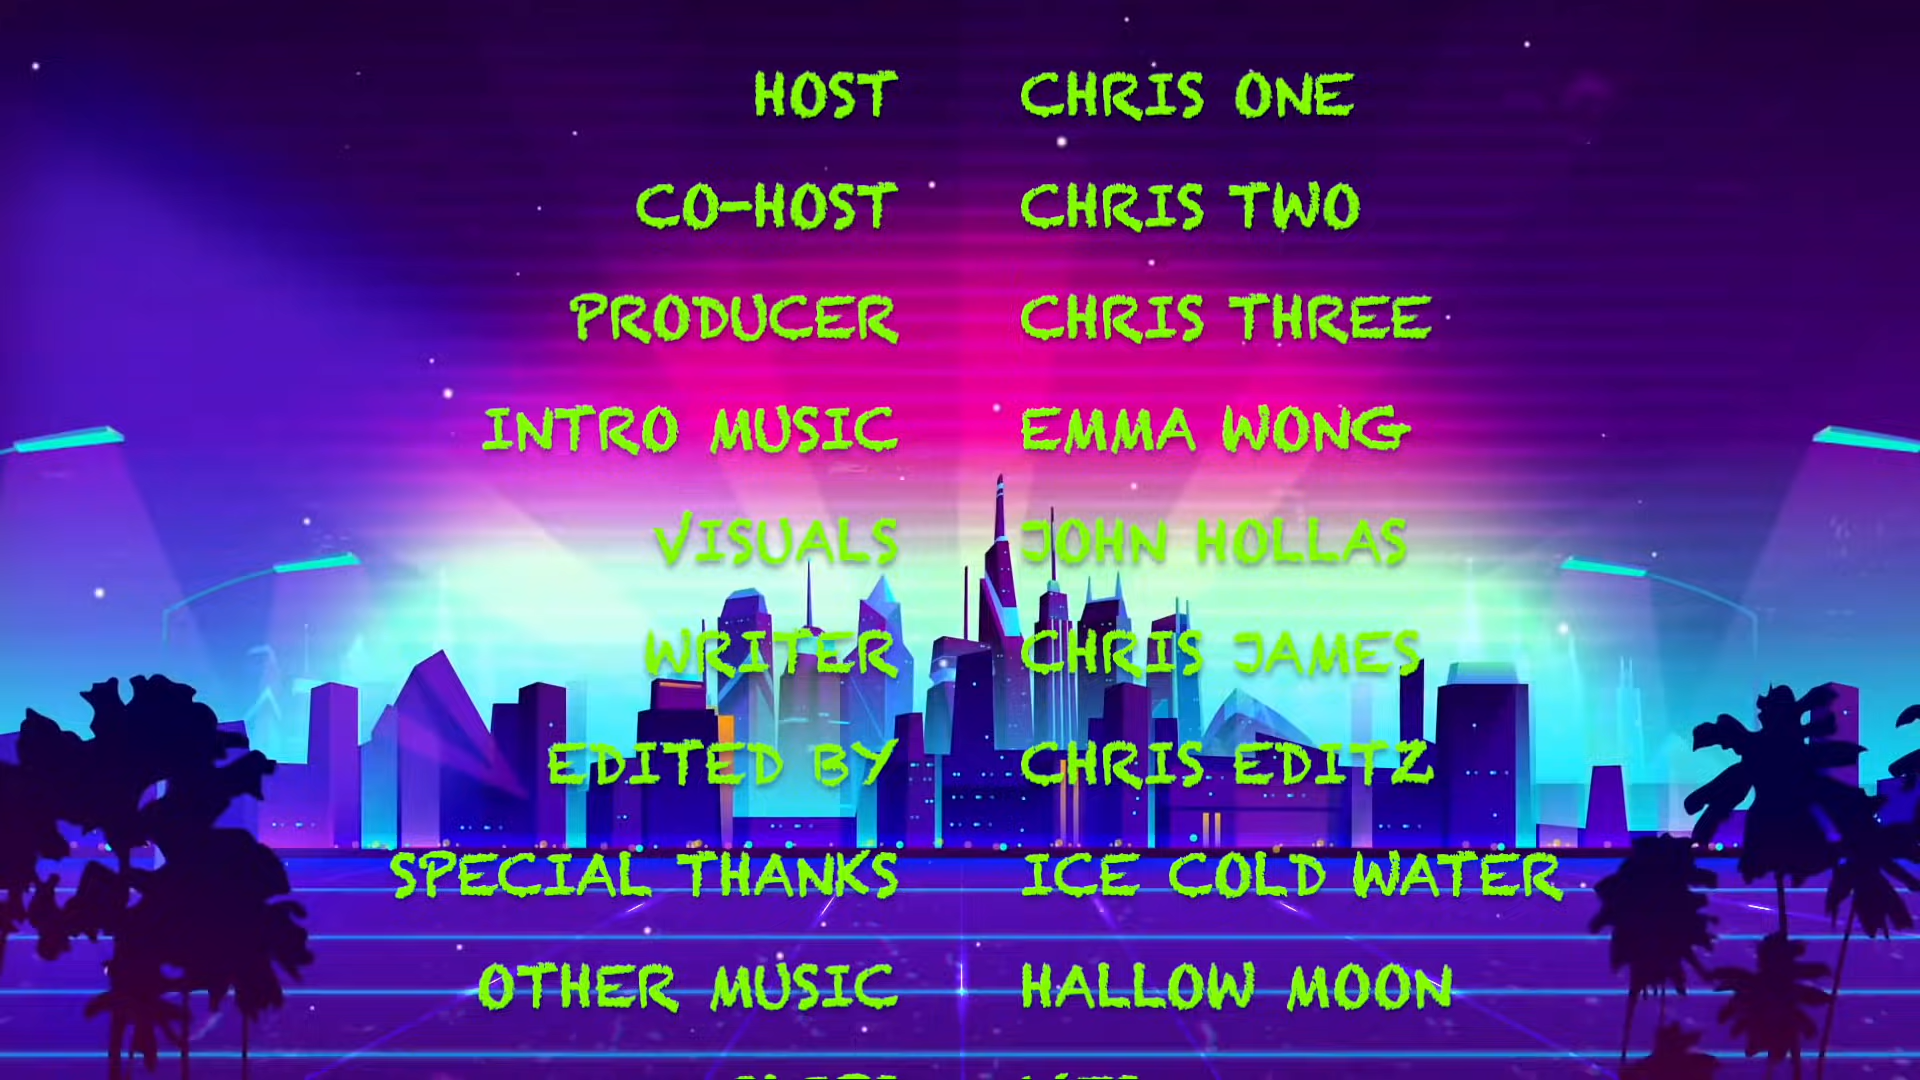 HOST CHRIS ONE
CO-HOST CHRIS TWO
PRODUCER CHRIS THREE
INTRO MUSIC EMMA WONG
VISUALS JOHN HOLLAS
WRITER CHRIS JAMES
EDITED BY CHRIS EDITZ
SPECIAL THANKS ICE COLD WATER
OTHER MUSIC HALLOW MOON